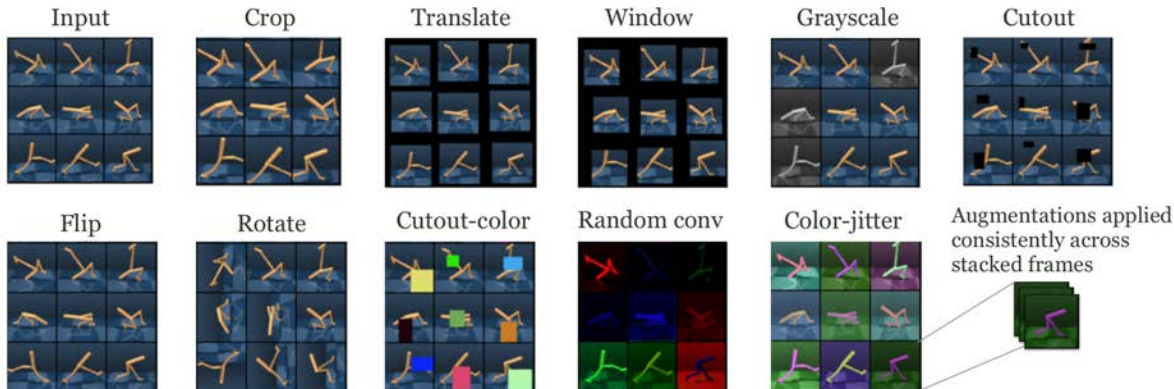 Input
Crop
Translate
Window
Grayscale
Cutout
Flip
Rotate
Cutout-color
Random conv
Color-jitter
Augmentations applied
consistently across
stacked frames